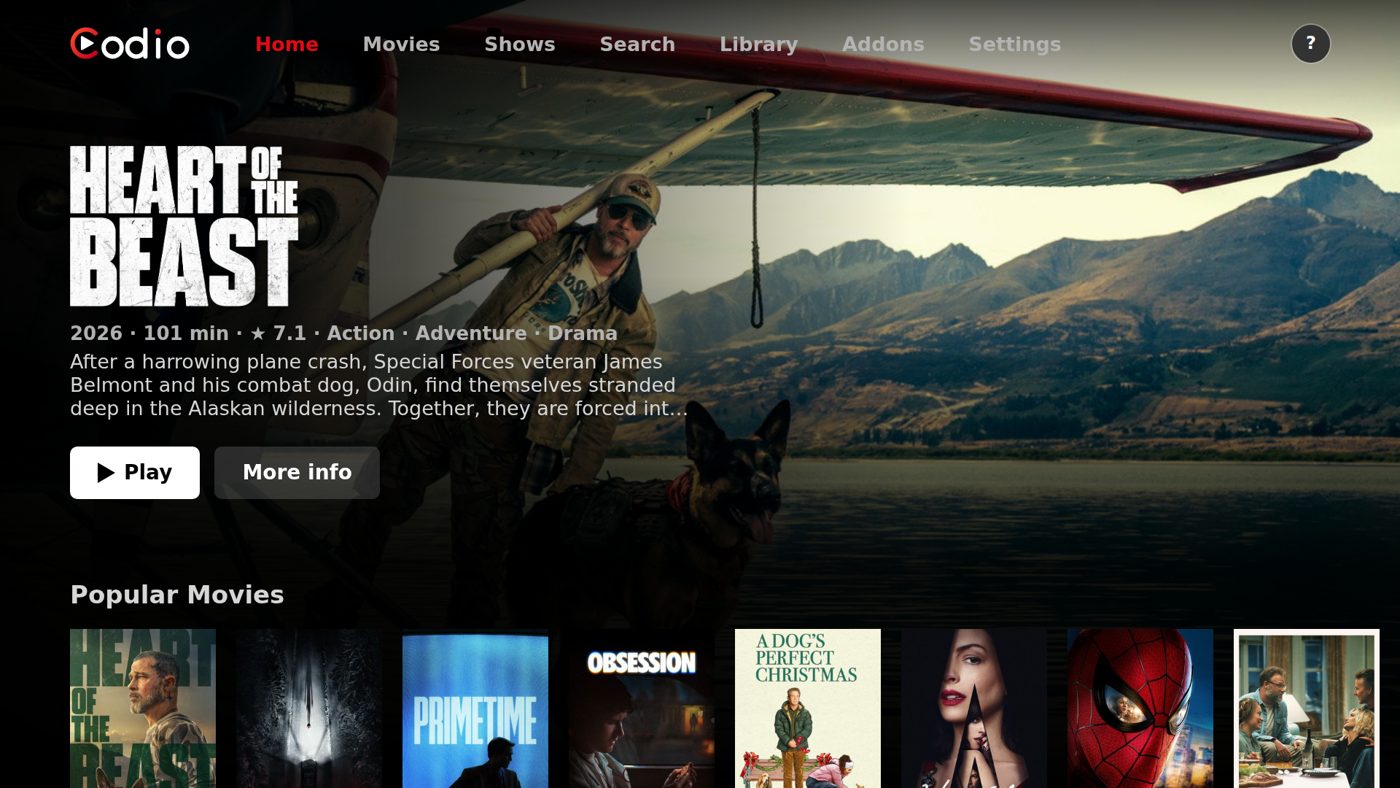 Codio
Home
Movies
Shows
Search
Library
Addons
Settings
?
HEART OF THE
BEAST
2026 · 101 min · ★ 7.1 · Action · Adventure · Drama
After a harrowing plane crash, Special Forces veteran James
Belmont and his combat dog, Odin, find themselves stranded
deep in the Alaskan wilderness. Together, they are forced int...
Play
More info
Popular Movies
HEART
OF
THE
BEAST
PRIMETIME
OBSESSION
A DOG'S
PERFECT
CHRISTMAS